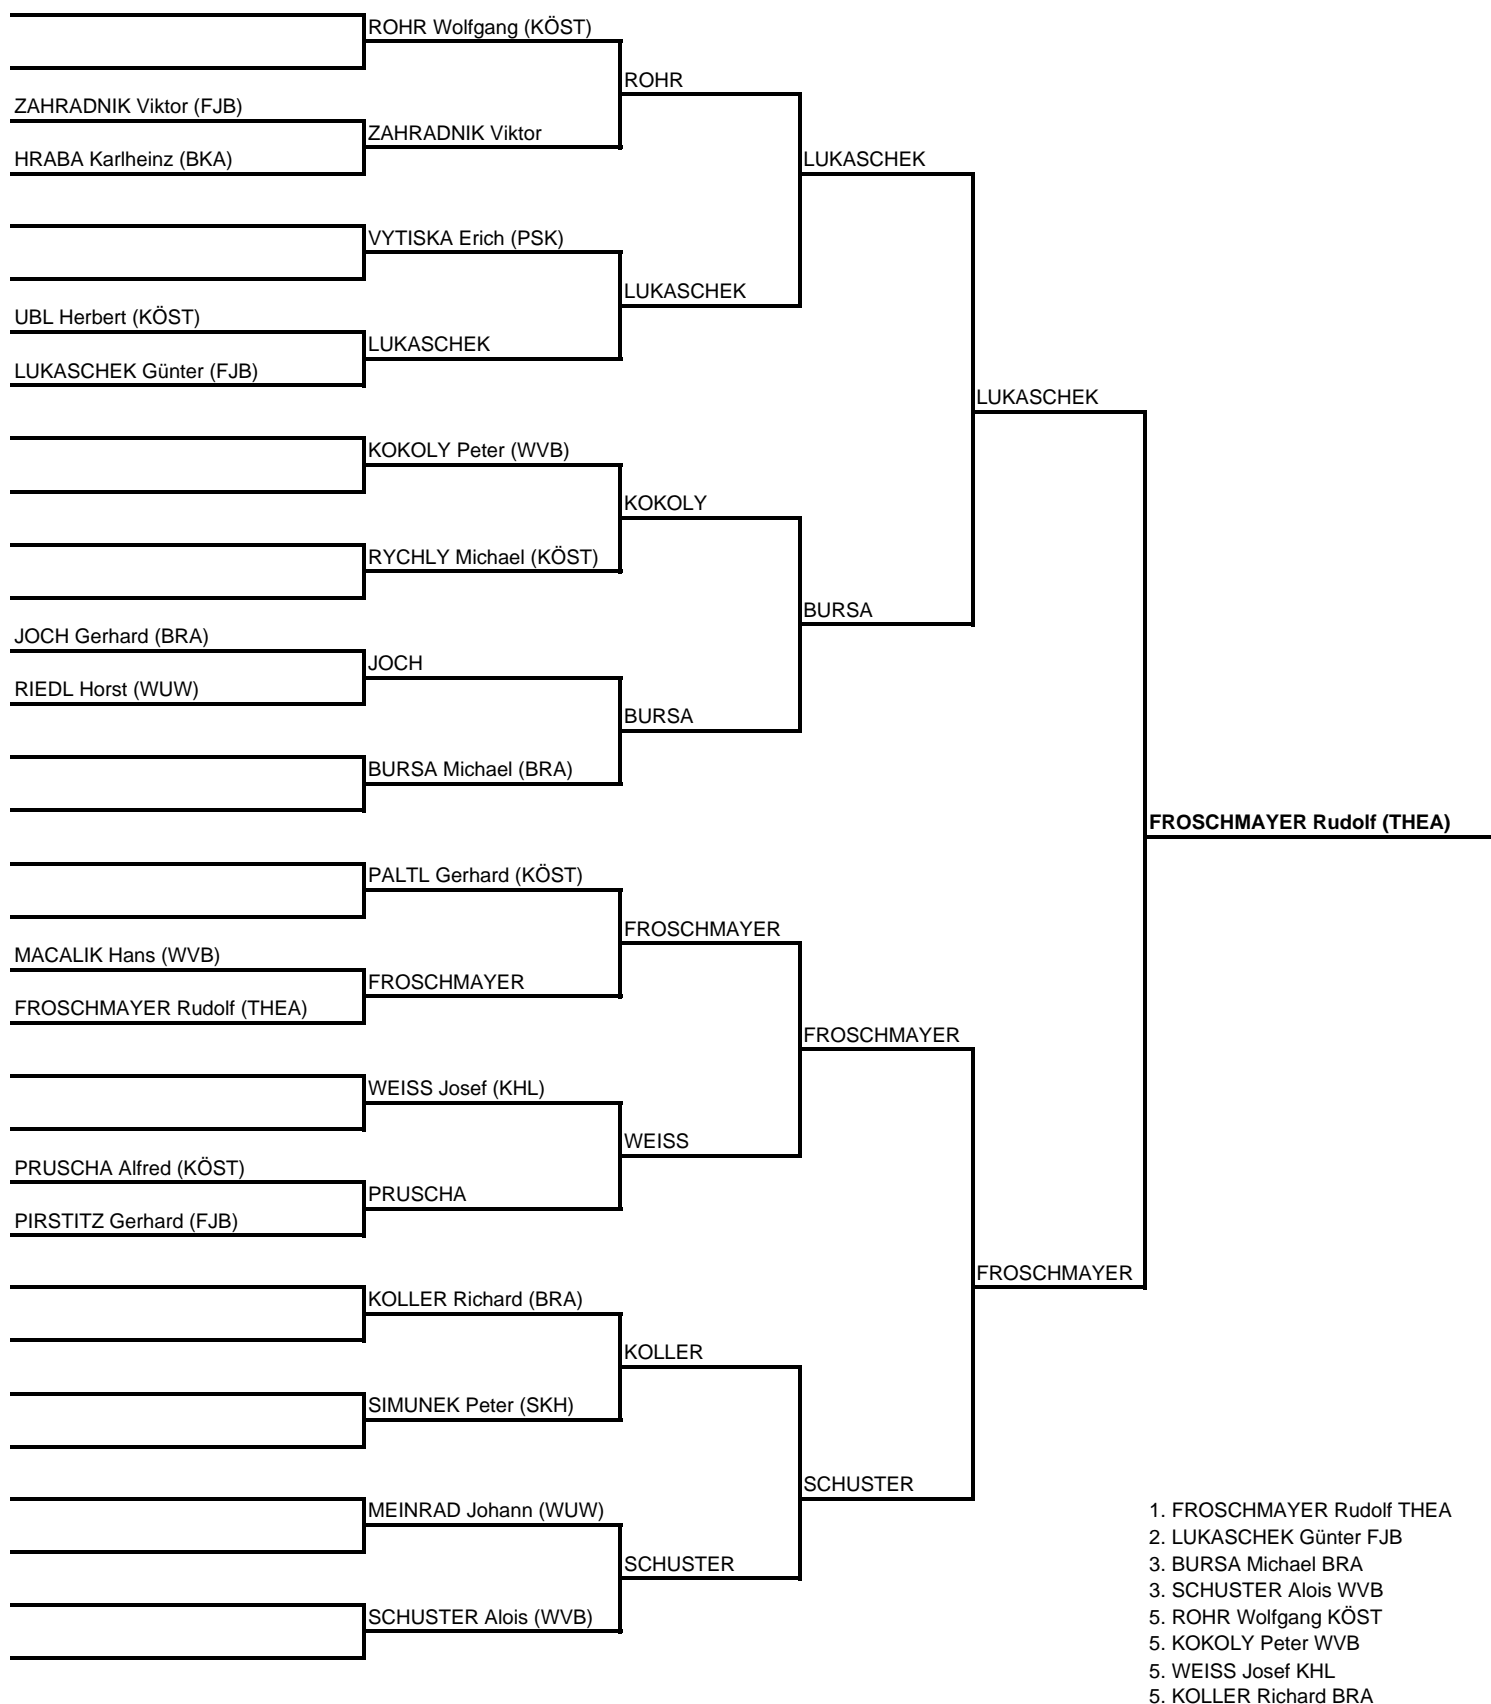 ROHR Wolfgang (KÖST)
ROHR
ZAHRADNIK Viktor (FJB)
ZAHRADNIK Viktor
HRABA Karlheinz (BKA)
LUKASCHEK
VYTISKA Erich (PSK)
LUKASCHEK
UBL Herbert (KÖST)
LUKASCHEK
LUKASCHEK Günter (FJB)
LUKASCHEK
KOKOLY Peter (WVB)
KOKOLY
RYCHLY Michael (KÖST)
BURSA
JOCH Gerhard (BRA)
JOCH
RIEDL Horst (WUW)
BURSA
BURSA Michael (BRA)
FROSCHMAYER Rudolf (THEA)
PALTL Gerhard (KÖST)
FROSCHMAYER
MACALIK Hans (WVB)
FROSCHMAYER
FROSCHMAYER Rudolf (THEA)
FROSCHMAYER
WEISS Josef (KHL)
WEISS
PRUSCHA Alfred (KÖST)
PRUSCHA
PIRSTITZ Gerhard (FJB)
FROSCHMAYER
KOLLER Richard (BRA)
KOLLER
SIMUNEK Peter (SKH)
SCHUSTER
MEINRAD Johann (WUW)
SCHUSTER
SCHUSTER Alois (WVB)
1. FROSCHMAYER Rudolf THEA
2. LUKASCHEK Günter FJB
3. BURSA Michael BRA
3. SCHUSTER Alois WVB
5. ROHR Wolfgang KÖST
5. KOKOLY Peter WVB
5. WEISS Josef KHL
5. KOLLER Richard BRA